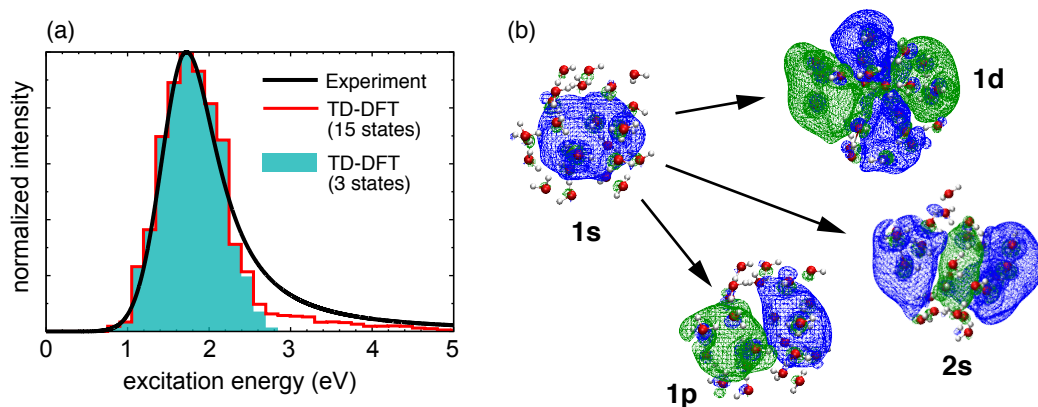 (a)
normalized intensity
Experiment
TD-DFT
(15 states)
TD-DFT
(3 states)
0 1 2 3 4 5
excitation energy (eV)
(b)
1s
1d
2s
1p